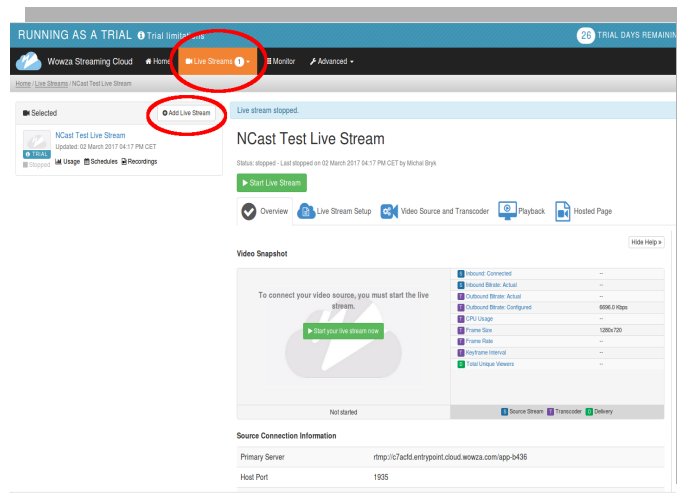 RUNNING AS A TRIAL Trial limitations 26 TRIAL DAYS REMAININ
Wowza Streaming Cloud Home Live Streams 1 Monitor Advanced
Home / Live Streams / NCast Test Live Stream
Selected Add Live Stream
NCast Test Live Stream
Updated: 02 March 2017 04:17 PM CET
TRIAL
Stopped Usage Schedules Recordings
Live stream stopped.
NCast Test Live Stream
Status: stopped - Last stopped on 02 March 2017 04:17 PM CET by Michal Bryk
Start Live Stream
Overview Live Stream Setup Video Source and Transcoder Playback Hosted Page
Hide Help »
Video Snapshot
To connect your video source, you must start the live
stream.
Start your live stream now
Not started
S Inbound: Connected --
S Inbound Bitrate: Actual --
T Outbound Bitrate: Actual --
T Outbound Bitrate: Configured 6696.0 Kbps
T CPU Usage --
T Frame Size 1280x720
T Frame Rate --
T Keyframe Interval --
D Total Unique Viewers --
S Source Stream T Transcoder D Delivery
Source Connection Information
Primary Server rtmp://c7acfd.entrypoint.cloud.wowza.com/app-b436
Host Port 1935